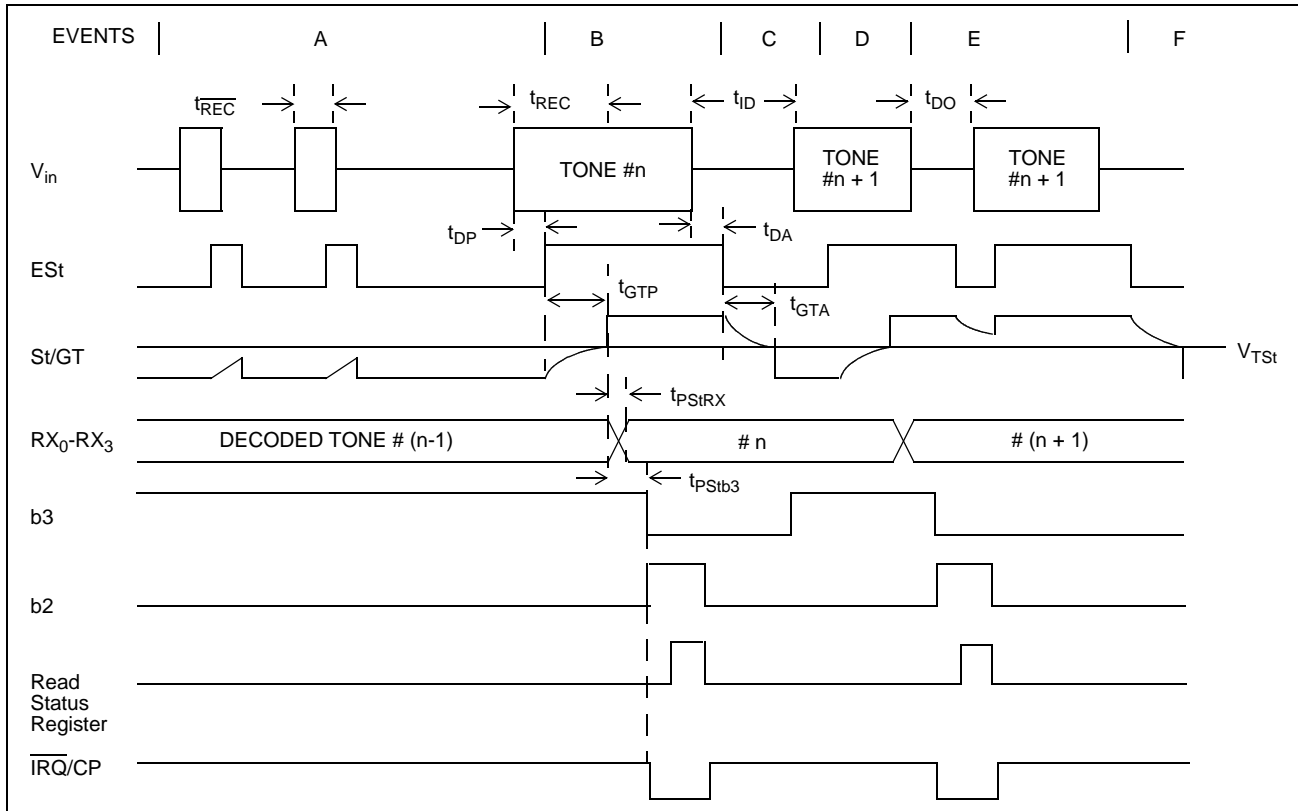 EVENTS A B C D E F
tREC tREC tID tDO
Vin TONE #n TONE #n + 1 TONE #n + 1
tDP tDA
ESt
tGTP tGTA
St/GT VTSt
tPStRX
RX0-RX3 DECODED TONE # (n-1) # n # (n + 1)
tPStb3
b3
b2
Read
Status
Register
IRQ/CP